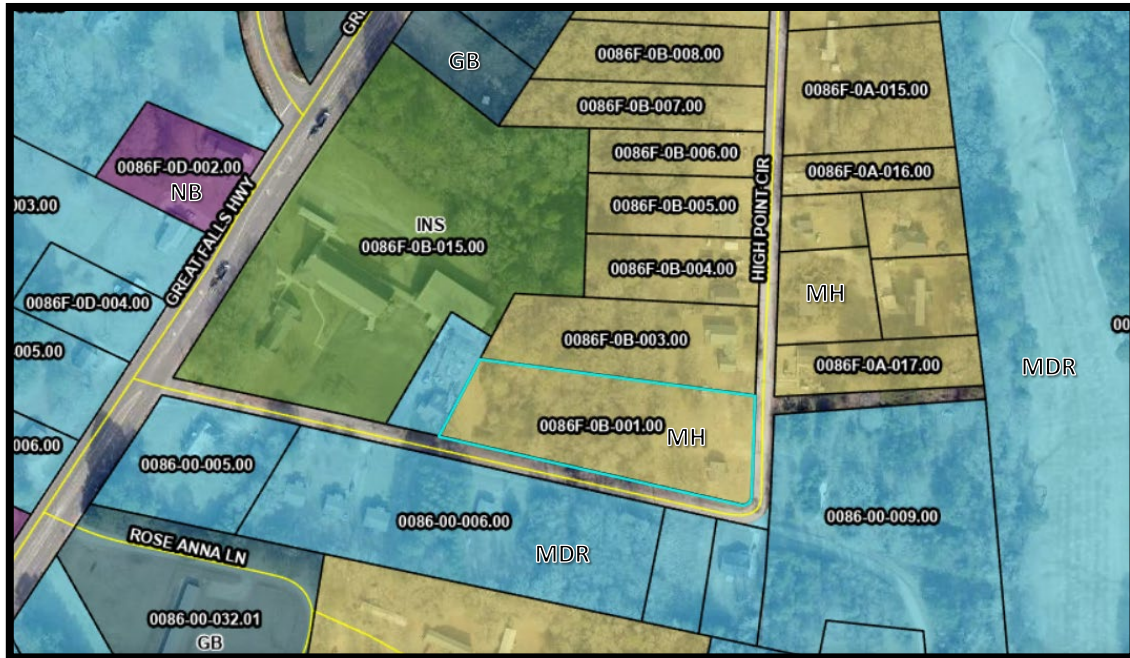 GB
0086F-0B-008.00
0086F-0B-007.00
0086F-0A-015.00
0086F-0D-002.00
NB
0086F-0B-006.00
0086F-0A-016.00
003.00
0086F-0B-005.00
HIGH POINT CIR
GREAT FALLS HWY
INS
0086F-0B-015.00
0086F-0B-004.00
MH
0086F-0D-004.00
0086F-0B-003.00
-005.00
0086F-0A-017.00
MDR
0086F-0B-001.00
MH
006.00
0086-00-005.00
0086-00-006.00
0086-00-009.00
ROSE ANNA LN
MDR
0086-00-032.01
GB